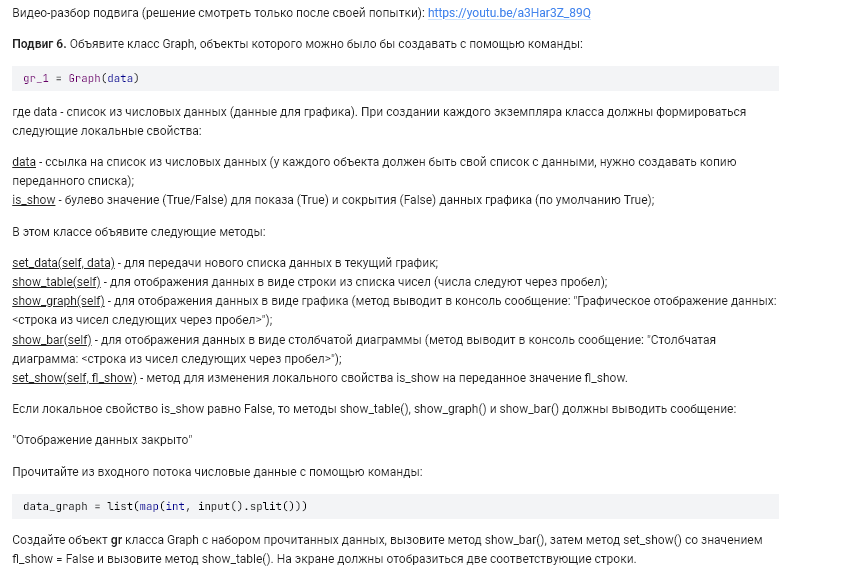 Видео-разбор подвига (решение смотреть только после своей попытки): https://youtu.be/a3Har3Z_89Q
Подвиг 6. Объявите класс Graph, объекты которого можно было бы создавать с помощью команды:
gr_1 = Graph(data)
где data - список из числовых данных (данные для графика). При создании каждого экземпляра класса должны формироваться
следующие локальные свойства:
data - ссылка на список из числовых данных (у каждого объекта должен быть свой список с данными, нужно создавать копию
переданного списка);
is_show - булево значение (True/False) для показа (True) и сокрытия (False) данных графика (по умолчанию True);
В этом классе объявите следующие методы:
set_data(self, data) - для передачи нового списка данных в текущий график;
show_table(self) - для отображения данных в виде строки из списка чисел (числа следуют через пробел);
show_graph(self) - для отображения данных в виде графика (метод выводит в консоль сообщение: "Графическое отображение данных:
<строка из чисел следующих через пробел>");
show_bar(self) - для отображения данных в виде столбчатой диаграммы (метод выводит в консоль сообщение: "Столбчатая
диаграмма: <строка из чисел следующих через пробел>");
set_show(self, fl_show) - метод для изменения локального свойства is_show на переданное значение fl_show.
Если локальное свойство is_show равно False, то методы show_table(), show_graph() и show_bar() должны выводить сообщение:
"Отображение данных закрыто"
Прочитайте из входного потока числовые данные с помощью команды:
data_graph = list(map(int, input().split()))
Создайте объект gr класса Graph с набором прочитанных данных, вызовите метод show_bar(), затем метод set_show() со значением
fl_show = False и вызовите метод show_table(). На экране должны отобразиться две соответствующие строки.